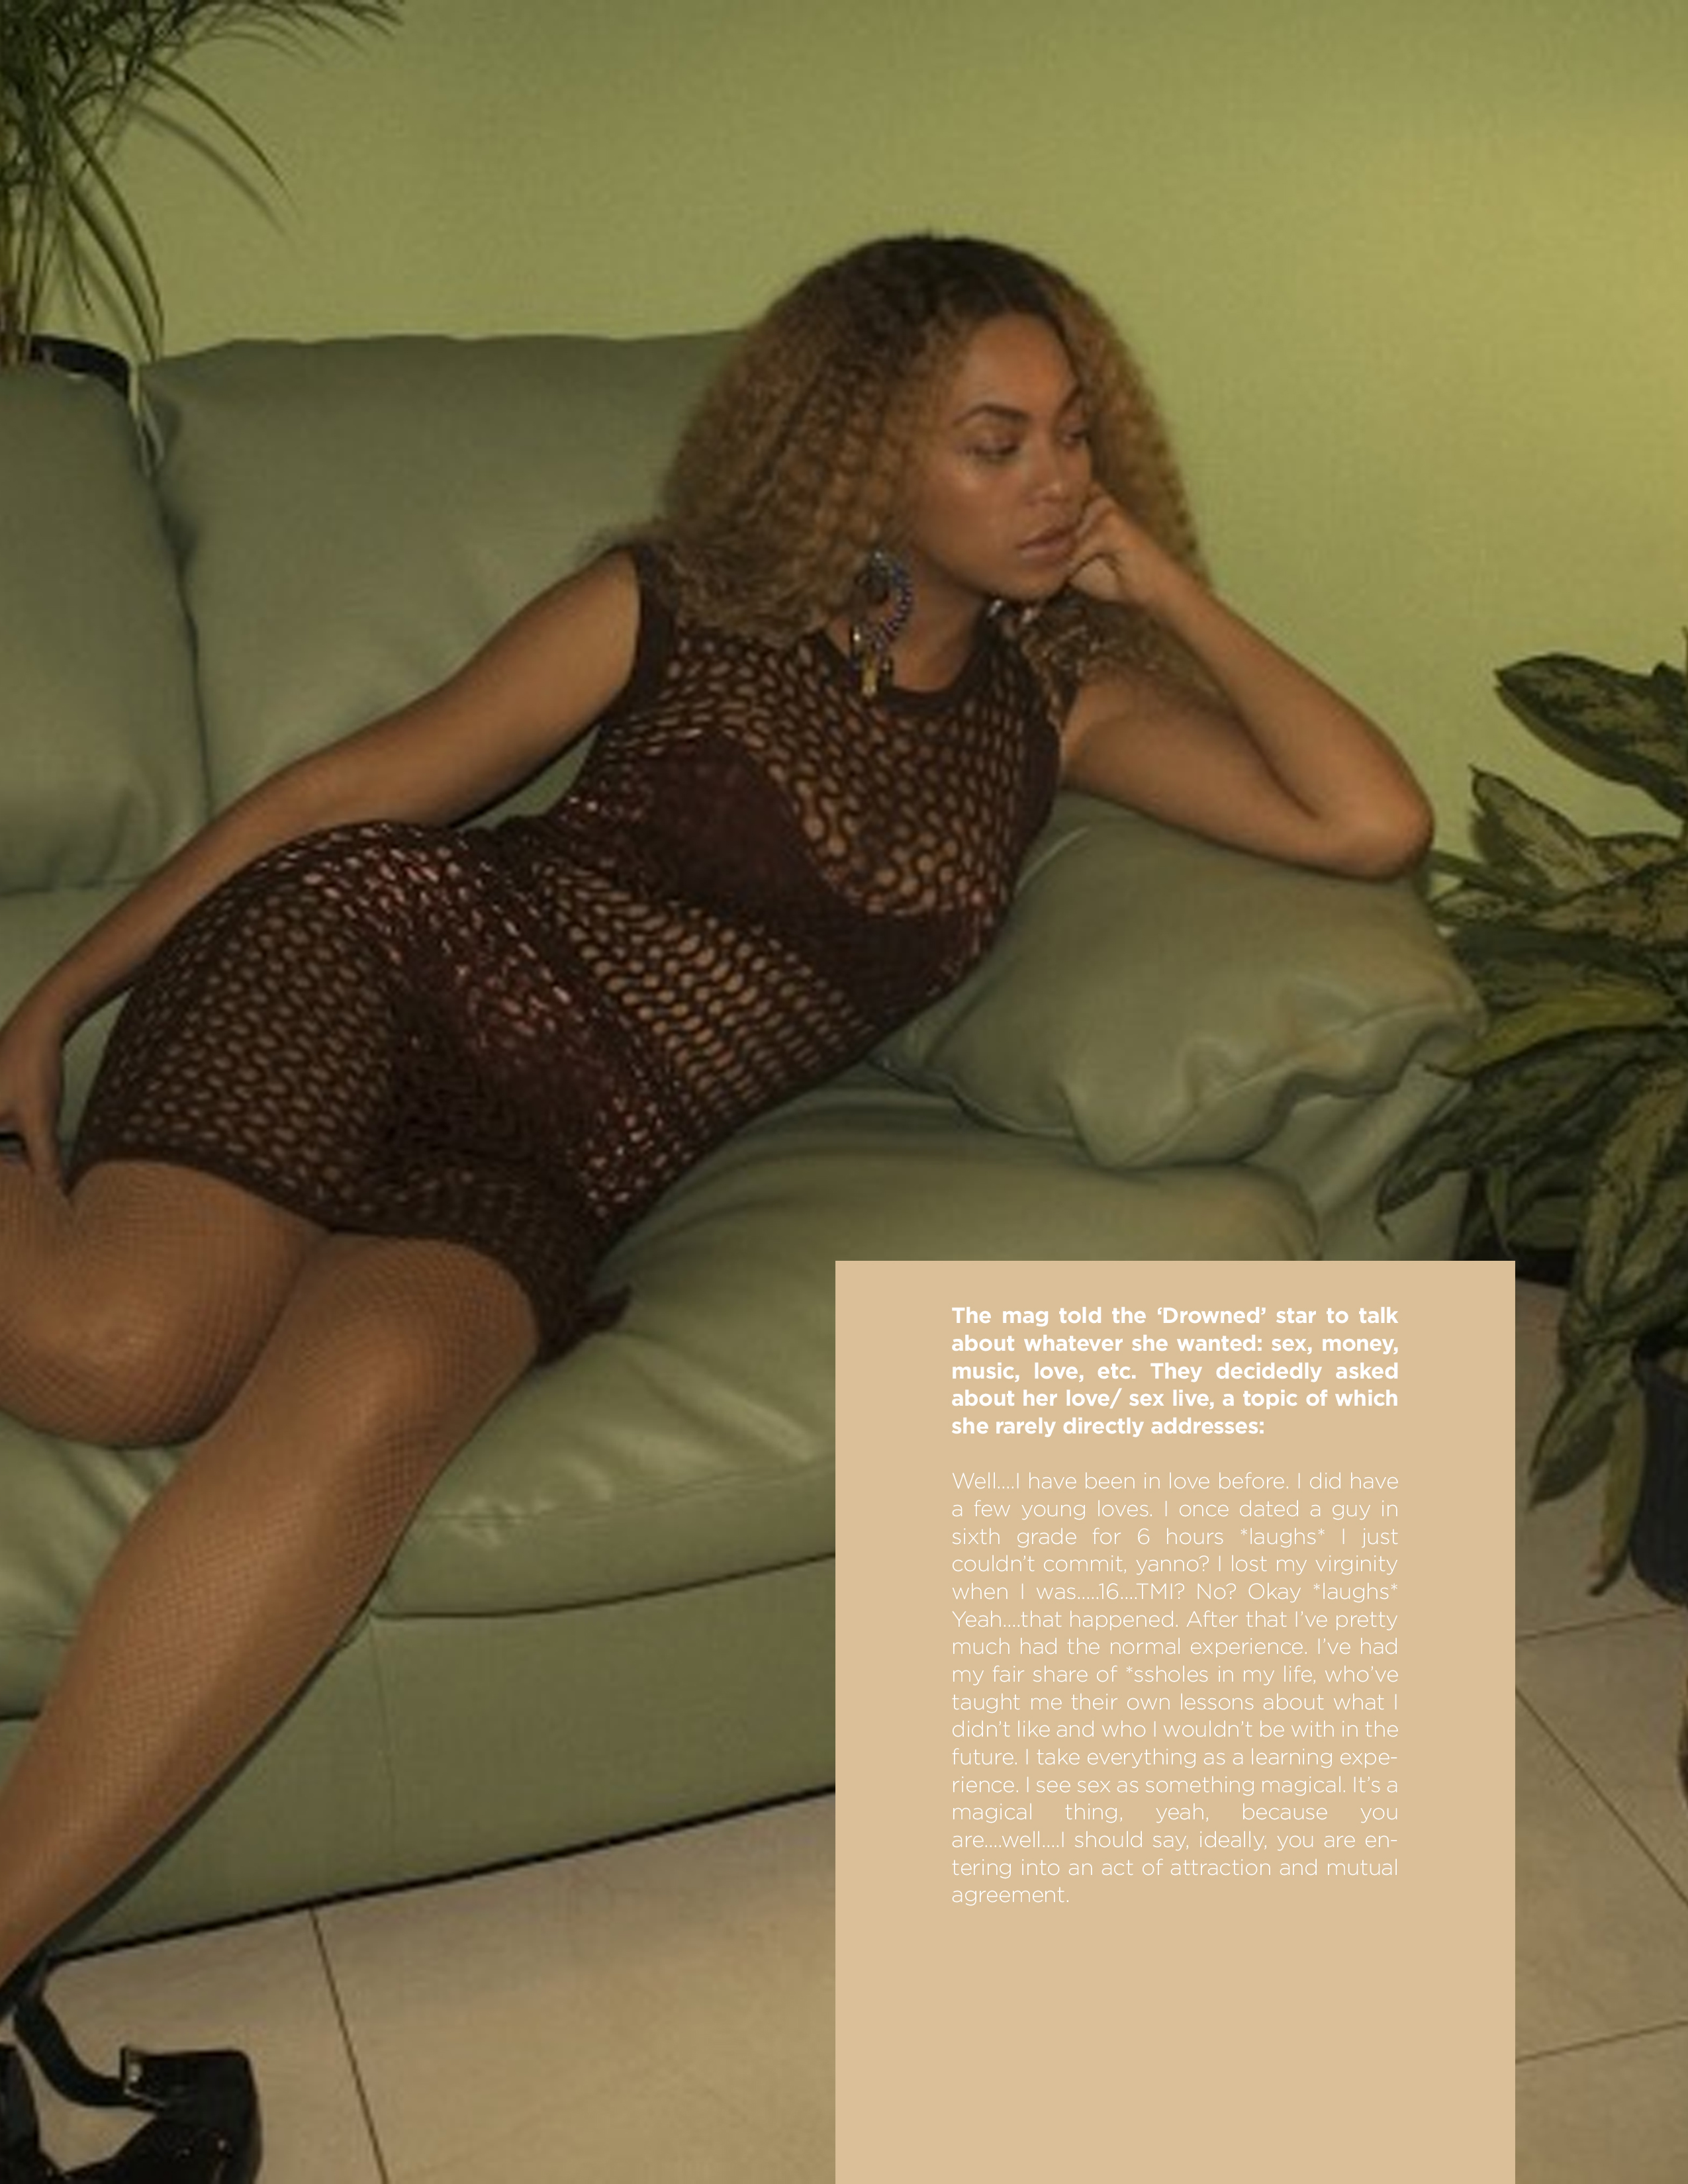 The mag told the ‘Drowned’ star to talk
about whatever she wanted: sex, money,
music, love, etc. They decidedly asked
about her love/ sex live, a topic of which
she rarely directly addresses:
Well....I have been in love before. I did have
a few young loves. I once dated a guy in
sixth grade for 6 hours *laughs* I just
couldn’t commit, yanno? I lost my virginity
when I was.....16....TMI? No? Okay *laughs*
Yeah....that happened. After that I’ve pretty
much had the normal experience. I’ve had
my fair share of *ssholes in my life, who’ve
taught me their own lessons about what I
didn’t like and who I wouldn’t be with in the
future. I take everything as a learning expe-
rience. I see sex as something magical. It’s a
magical thing, yeah, because you
are....well....I should say, ideally, you are en-
tering into an act of attraction and mutual
agreement.